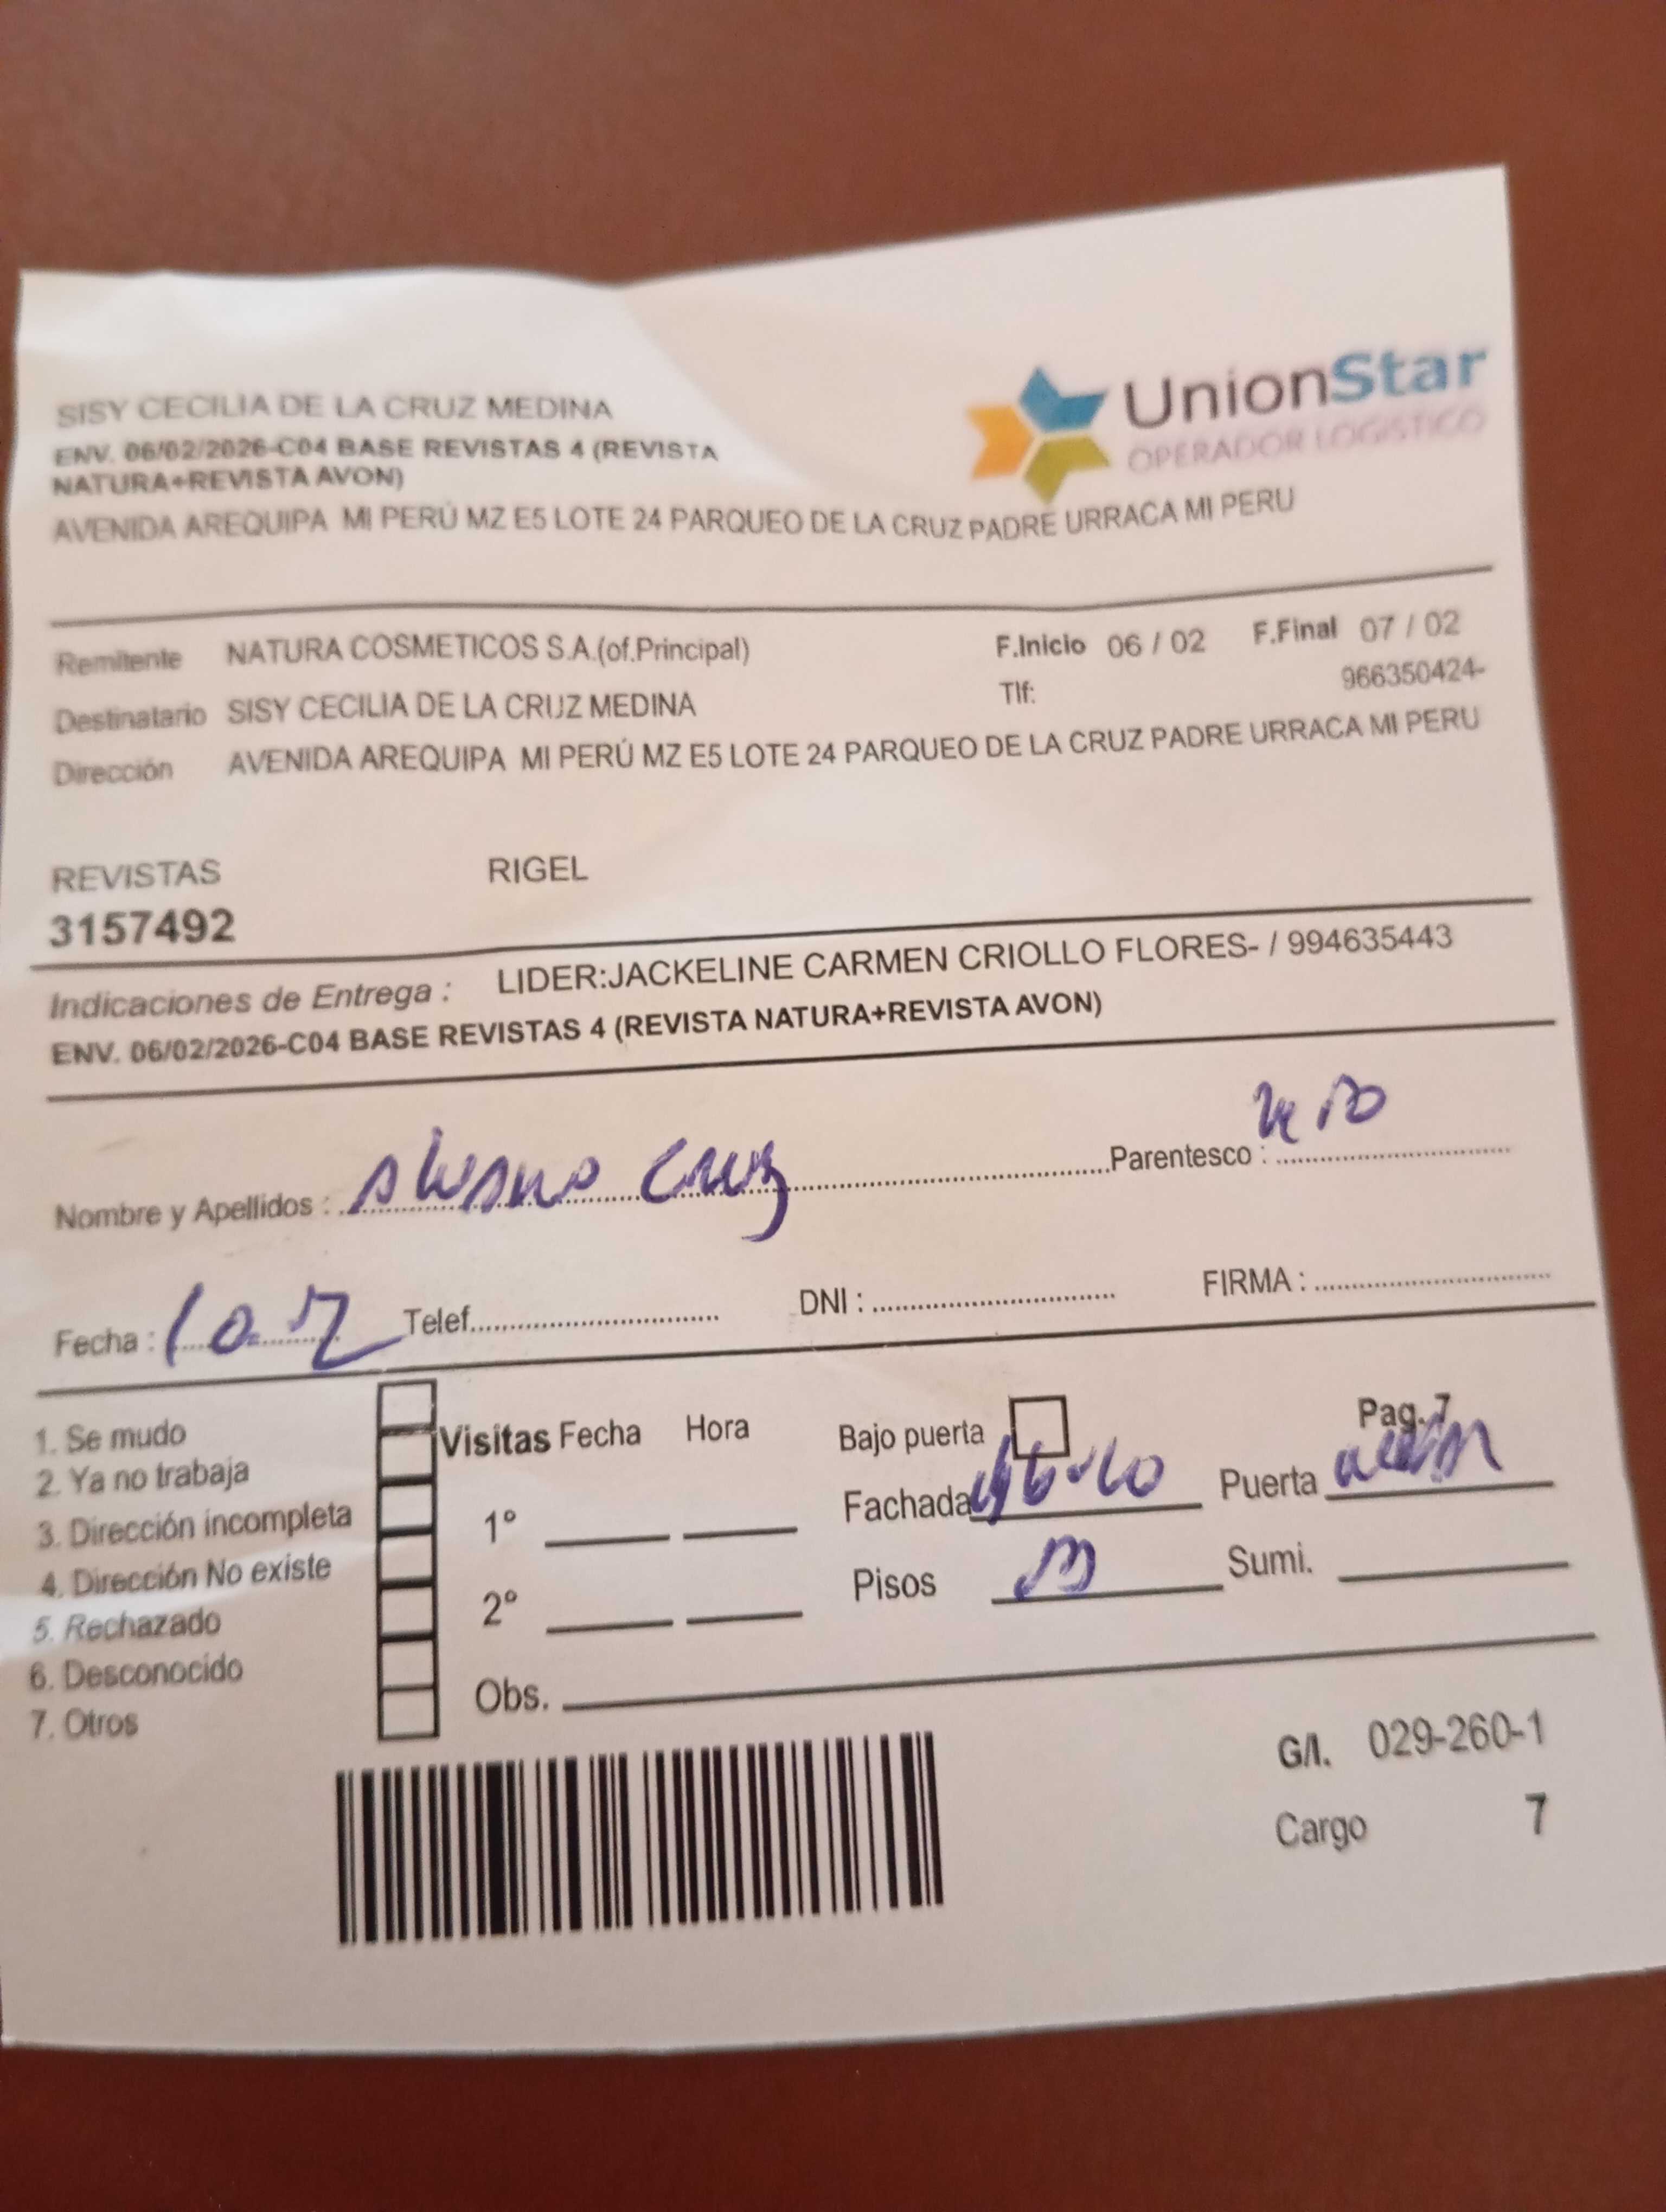 UnionStar
OPERADOR LOGISTICO
SISY CECILIA DE LA CRUZ MEDINA
ENV. 06/02/2026-C04 BASE REVISTAS 4 (REVISTA
NATURA+REVISTA AVON)
AVENIDA AREQUIPA MI PERÚ MZ E5 LOTE 24 PARQUEO DE LA CRUZ PADRE URRACA MI PERU
Remitente NATURA COSMETICOS S.A.(of.Principal) F.Inicio 06 / 02 F.Final 07 / 02
Destinatario SISY CECILIA DE LA CRUZ MEDINA Tlf: 966350424-
Dirección AVENIDA AREQUIPA MI PERÚ MZ E5 LOTE 24 PARQUEO DE LA CRUZ PADRE URRACA MI PERU
REVISTAS RIGEL
3157492
Indicaciones de Entrega : LIDER:JACKELINE CARMEN CRIOLLO FLORES- / 994635443
ENV. 06/02/2026-C04 BASE REVISTAS 4 (REVISTA NATURA+REVISTA AVON)
Nombre y Apellidos : Cruz Parentesco :
Fecha : Telef. DNI : FIRMA :
1. Se mudo
2. Ya no trabaja
3. Dirección incompleta
4. Dirección No existe
5. Rechazado
6. Desconocido
7. Otros
Visitas Fecha Hora
1°
2°
Obs.
Bajo puerta Pag. 7
Fachada Puerta
Pisos Sumi.
G/I. 029-260-1
Cargo 7